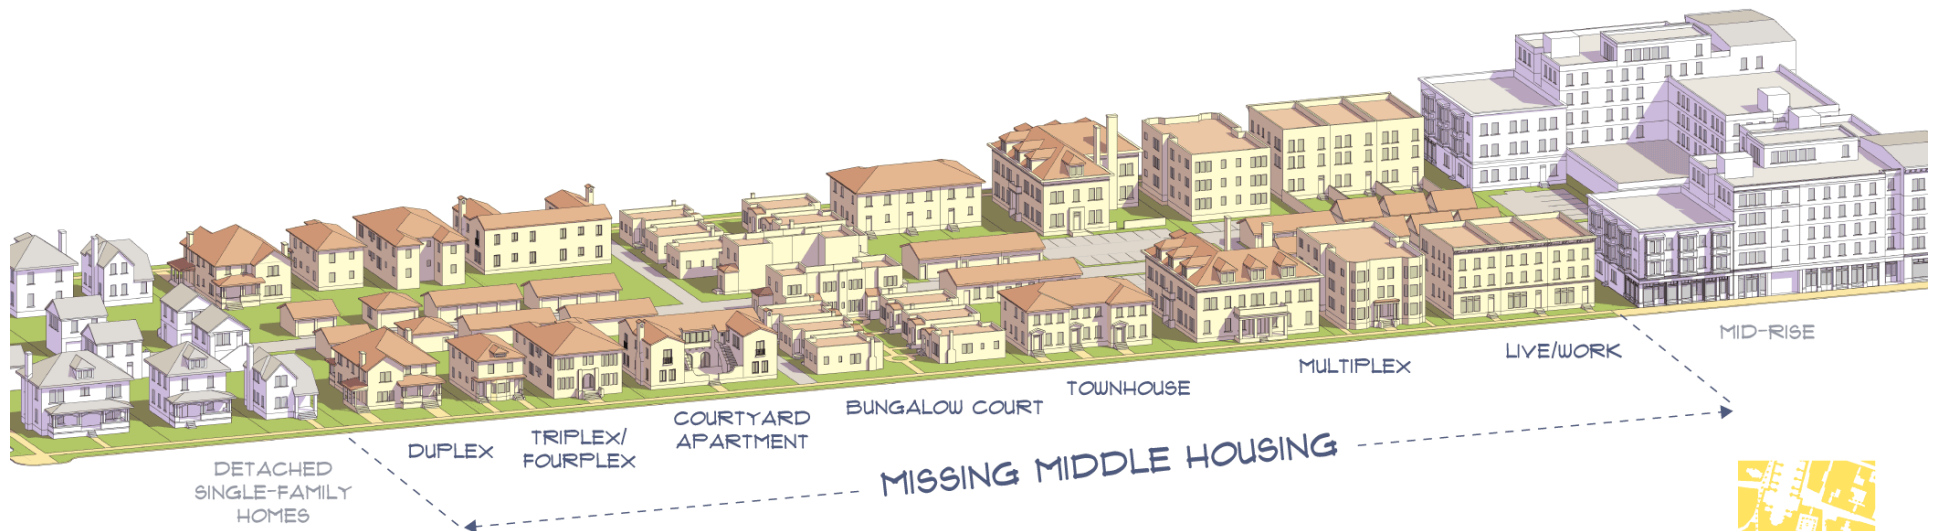 DETACHED
SINGLE-FAMILY
HOMES
DUPLEX
TRIPLEX/
FOURPLEX
COURTYARD
APARTMENT
BUNGALOW COURT
TOWNHOUSE
MULTIPLEX
LIVE/WORK
MID-RISE
MISSING MIDDLE HOUSING